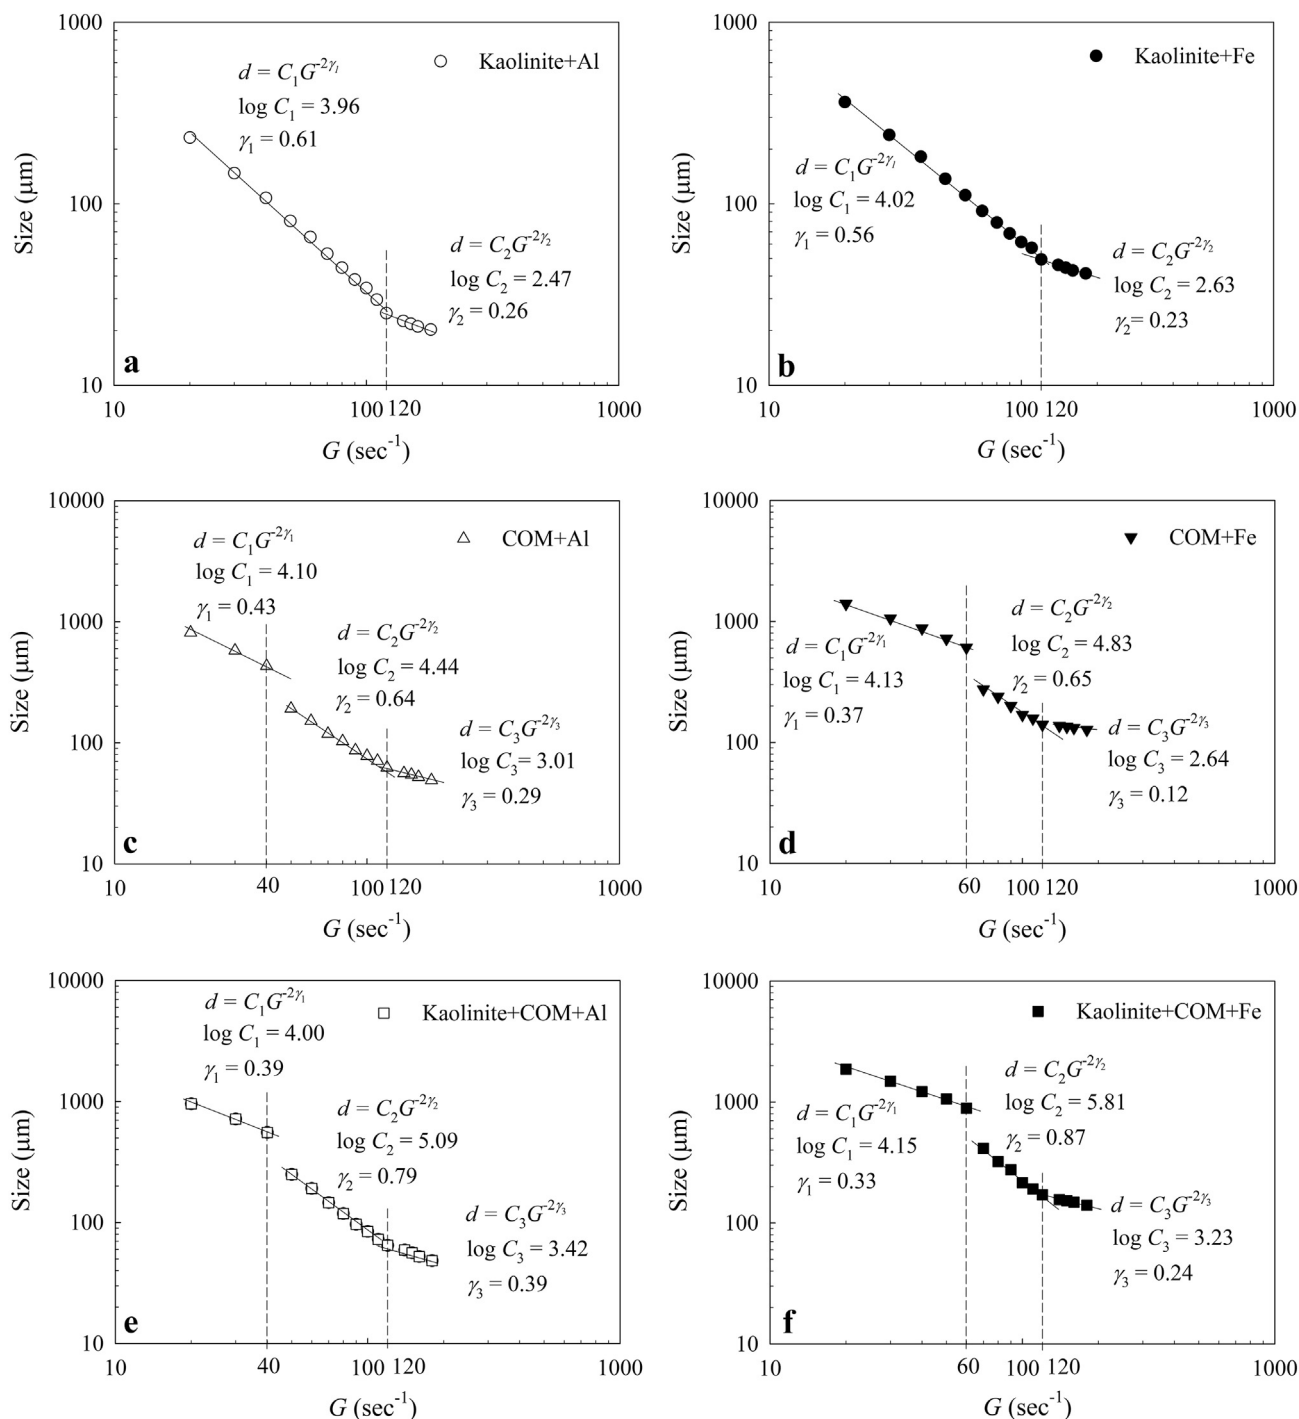 1000
100
10
Size (μm)
Kaolinite+Al
d = C₁G⁻²ᵞ¹
log C₁ = 3.96
γ₁ = 0.61
d = C₂G⁻²ᵞ²
log C₂ = 2.47
γ₂ = 0.26
a
10 100 120 1000
G (sec⁻¹)
1000
100
10
Size (μm)
Kaolinite+Fe
d = C₁G⁻²ᵞ¹
log C₁ = 4.02
γ₁ = 0.56
d = C₂G⁻²ᵞ²
log C₂ = 2.63
γ₂= 0.23
b
10 100 120 1000
G (sec⁻¹)
10000
1000
100
10
Size (μm)
COM+Al
d = C₁G⁻²ᵞ¹
log C₁ = 4.10
γ₁ = 0.43
d = C₂G⁻²ᵞ²
log C₂ = 4.44
γ₂ = 0.64
d = C₃G⁻²ᵞ³
log C₃= 3.01
γ₃ = 0.29
c
10 40 100 120 1000
G (sec⁻¹)
10000
1000
100
10
Size (μm)
COM+Fe
d = C₁G⁻²ᵞ¹
log C₁ = 4.13
γ₁ = 0.37
d = C₂G⁻²ᵞ²
log C₂ = 4.83
γ₂ = 0.65
d = C₃G⁻²ᵞ³
log C₃ = 2.64
γ₃ = 0.12
d
10 60 100 120 1000
G (sec⁻¹)
10000
1000
100
10
Size (μm)
Kaolinite+COM+Al
d = C₁G⁻²ᵞ¹
log C₁ = 4.00
γ₁ = 0.39
d = C₂G⁻²ᵞ²
log C₂ = 5.09
γ₂ = 0.79
d = C₃G⁻²ᵞ³
log C₃ = 3.42
γ₃ = 0.39
e
10 40 100 120 1000
G (sec⁻¹)
10000
1000
100
10
Size (μm)
Kaolinite+COM+Fe
d = C₁G⁻²ᵞ¹
log C₁ = 4.15
γ₁ = 0.33
d = C₂G⁻²ᵞ²
log C₂ = 5.81
γ₂ = 0.87
d = C₃G⁻²ᵞ³
log C₃ = 3.23
γ₃ = 0.24
f
10 60 100 120 1000
G (sec⁻¹)